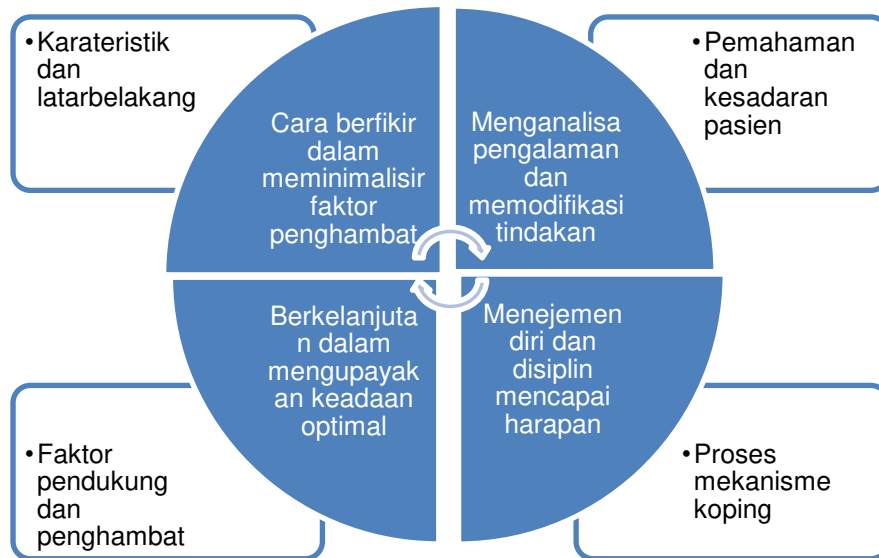 •Karateristik
dan
latarbelakang
Cara berfikir
dalam
meminimalisir
faktor
penghambat
Menganalisa
pengalaman
dan
memodifikasi
tindakan
•Pemahaman
dan
kesadaran
pasien
•Faktor
pendukung
dan
penghambat
Berkelanjuta
n dalam
mengupayak
an keadaan
optimal
Menejemen
diri dan
disiplin
mencapai
harapan
•Proses
mekanisme
koping